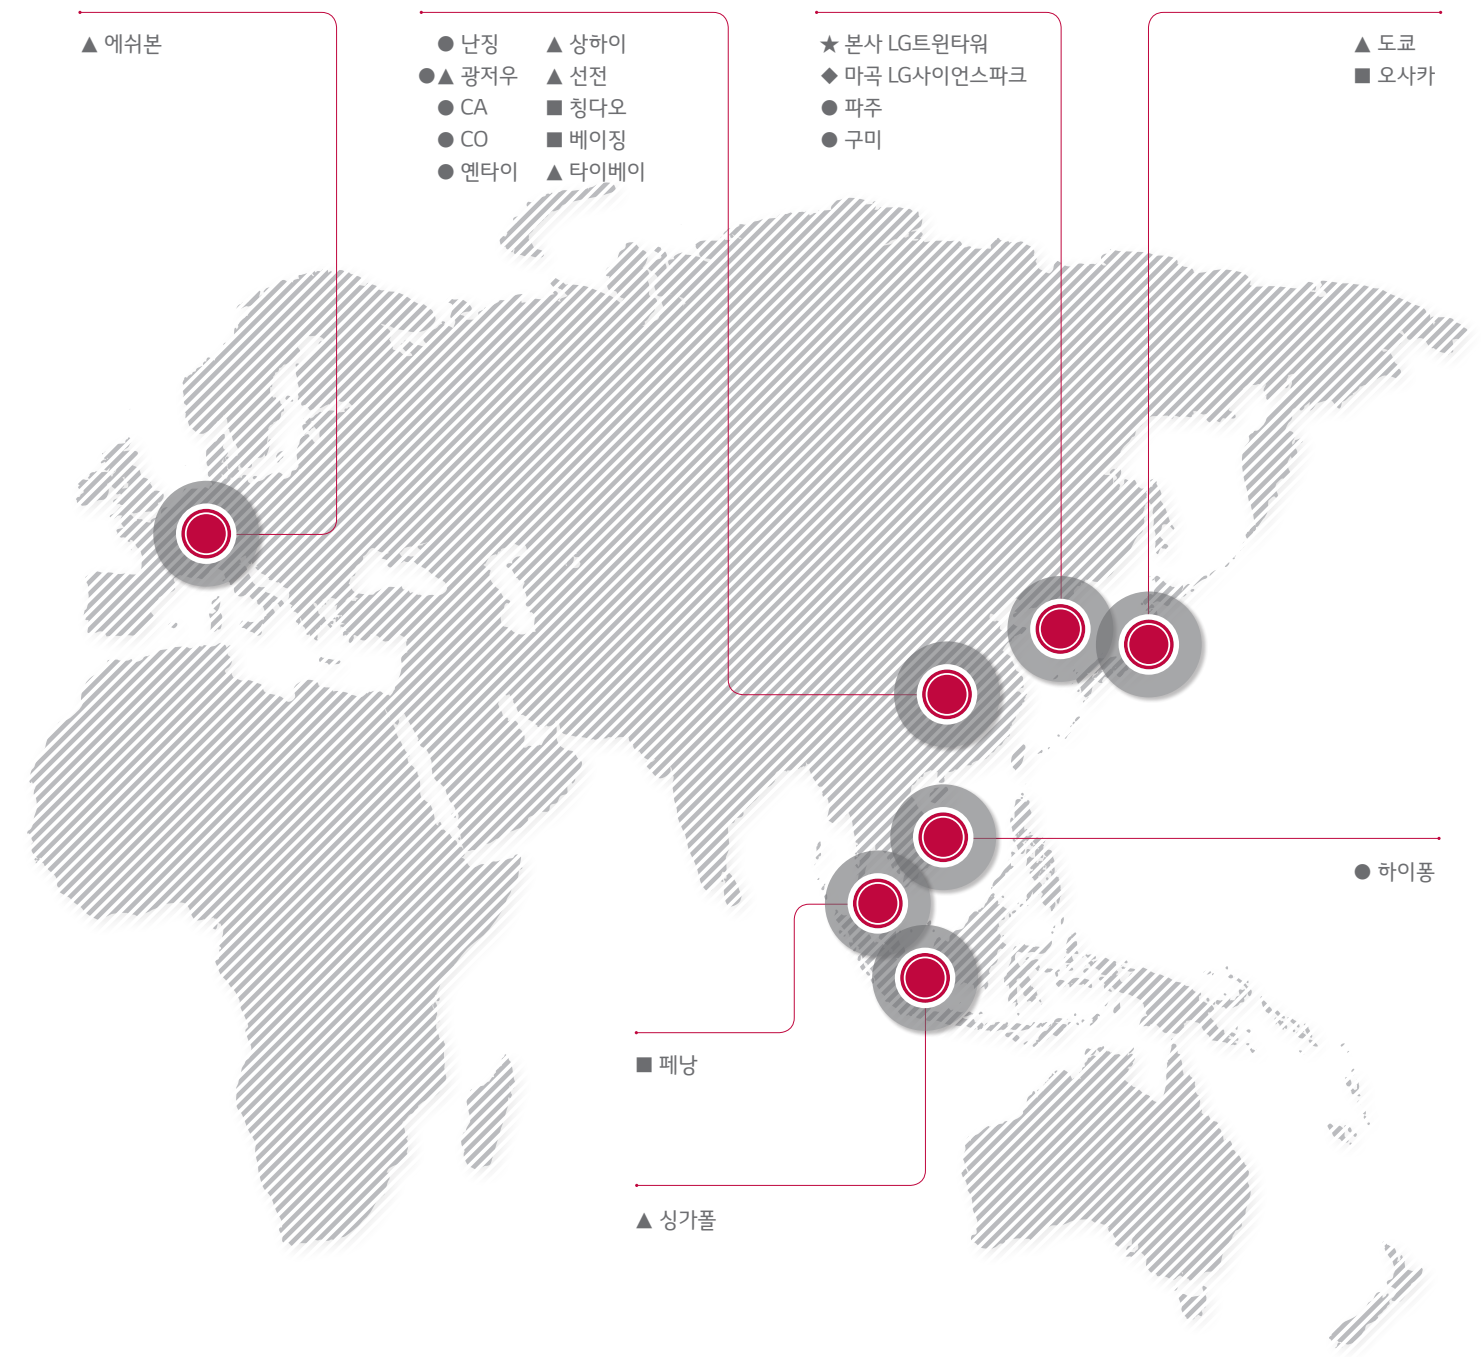 ▲ 에쉬본
● 난징
●▲ 광저우
● CA
● CO
● 옌타이
▲ 상하이
▲ 선전
■ 칭다오
■ 베이징
▲ 타이베이
★ 본사 LG트윈타워
◆ 마곡 LG사이언스파크
● 파주
● 구미
▲ 도쿄
■ 오사카
● 하이퐁
■ 페낭
▲ 싱가폴